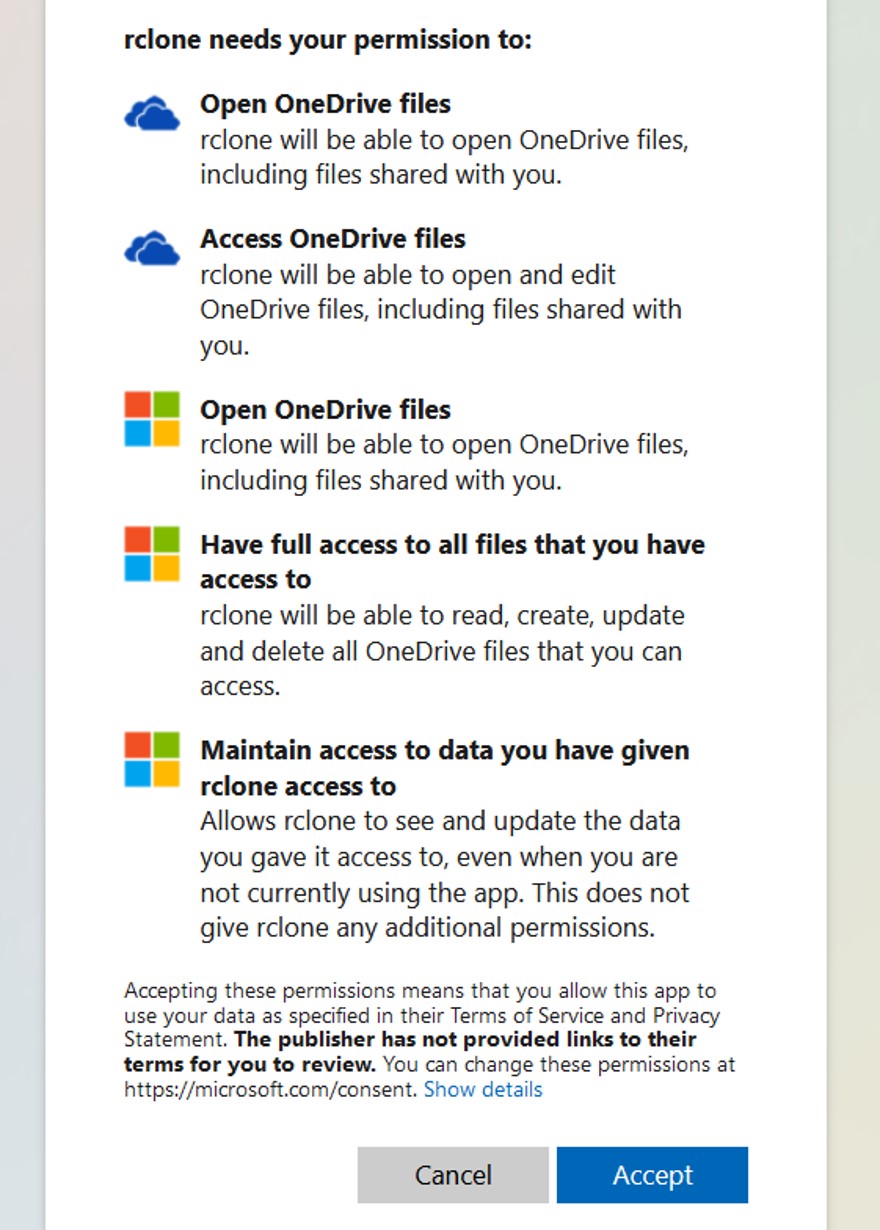 rclone needs your permission to:
Open OneDrive files
rclone will be able to open OneDrive files,
including files shared with you.
Access OneDrive files
rclone will be able to open and edit
OneDrive files, including files shared with
you.
Open OneDrive files
rclone will be able to open OneDrive files,
including files shared with you.
Have full access to all files that you have
access to
rclone will be able to read, create, update
and delete all OneDrive files that you can
access.
Maintain access to data you have given
rclone access to
Allows rclone to see and update the data
you gave it access to, even when you are
not currently using the app. This does not
give rclone any additional permissions.
Accepting these permissions means that you allow this app to
use your data as specified in their Terms of Service and Privacy
Statement. The publisher has not provided links to their
terms for you to review. You can change these permissions at
https://microsoft.com/consent. Show details
Cancel Accept